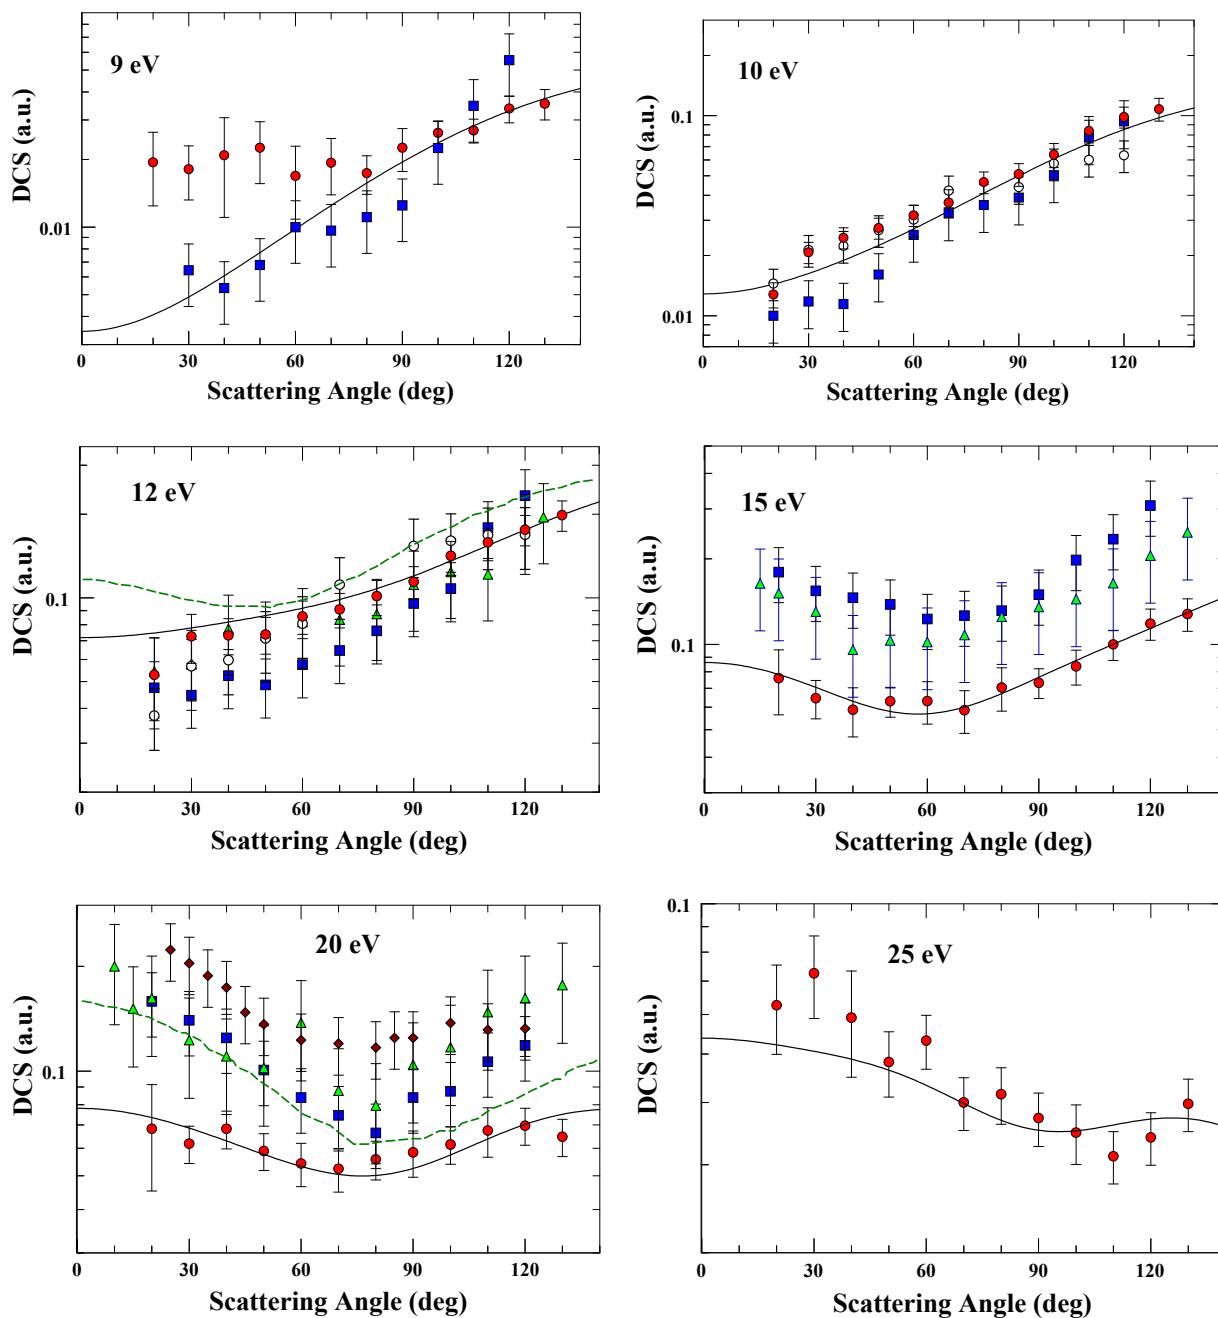 9 eV
DCS (a.u.)
0.01
0 30 60 90 120
Scattering Angle (deg)
10 eV
DCS (a.u.)
0.1
0.01
0 30 60 90 120
Scattering Angle (deg)
12 eV
DCS (a.u.)
0.1
0 30 60 90 120
Scattering Angle (deg)
15 eV
DCS (a.u.)
0.1
0 30 60 90 120
Scattering Angle (deg)
20 eV
DCS (a.u.)
0.1
0 30 60 90 120
Scattering Angle (deg)
25 eV
DCS (a.u.)
0.1
0 30 60 90 120
Scattering Angle (deg)